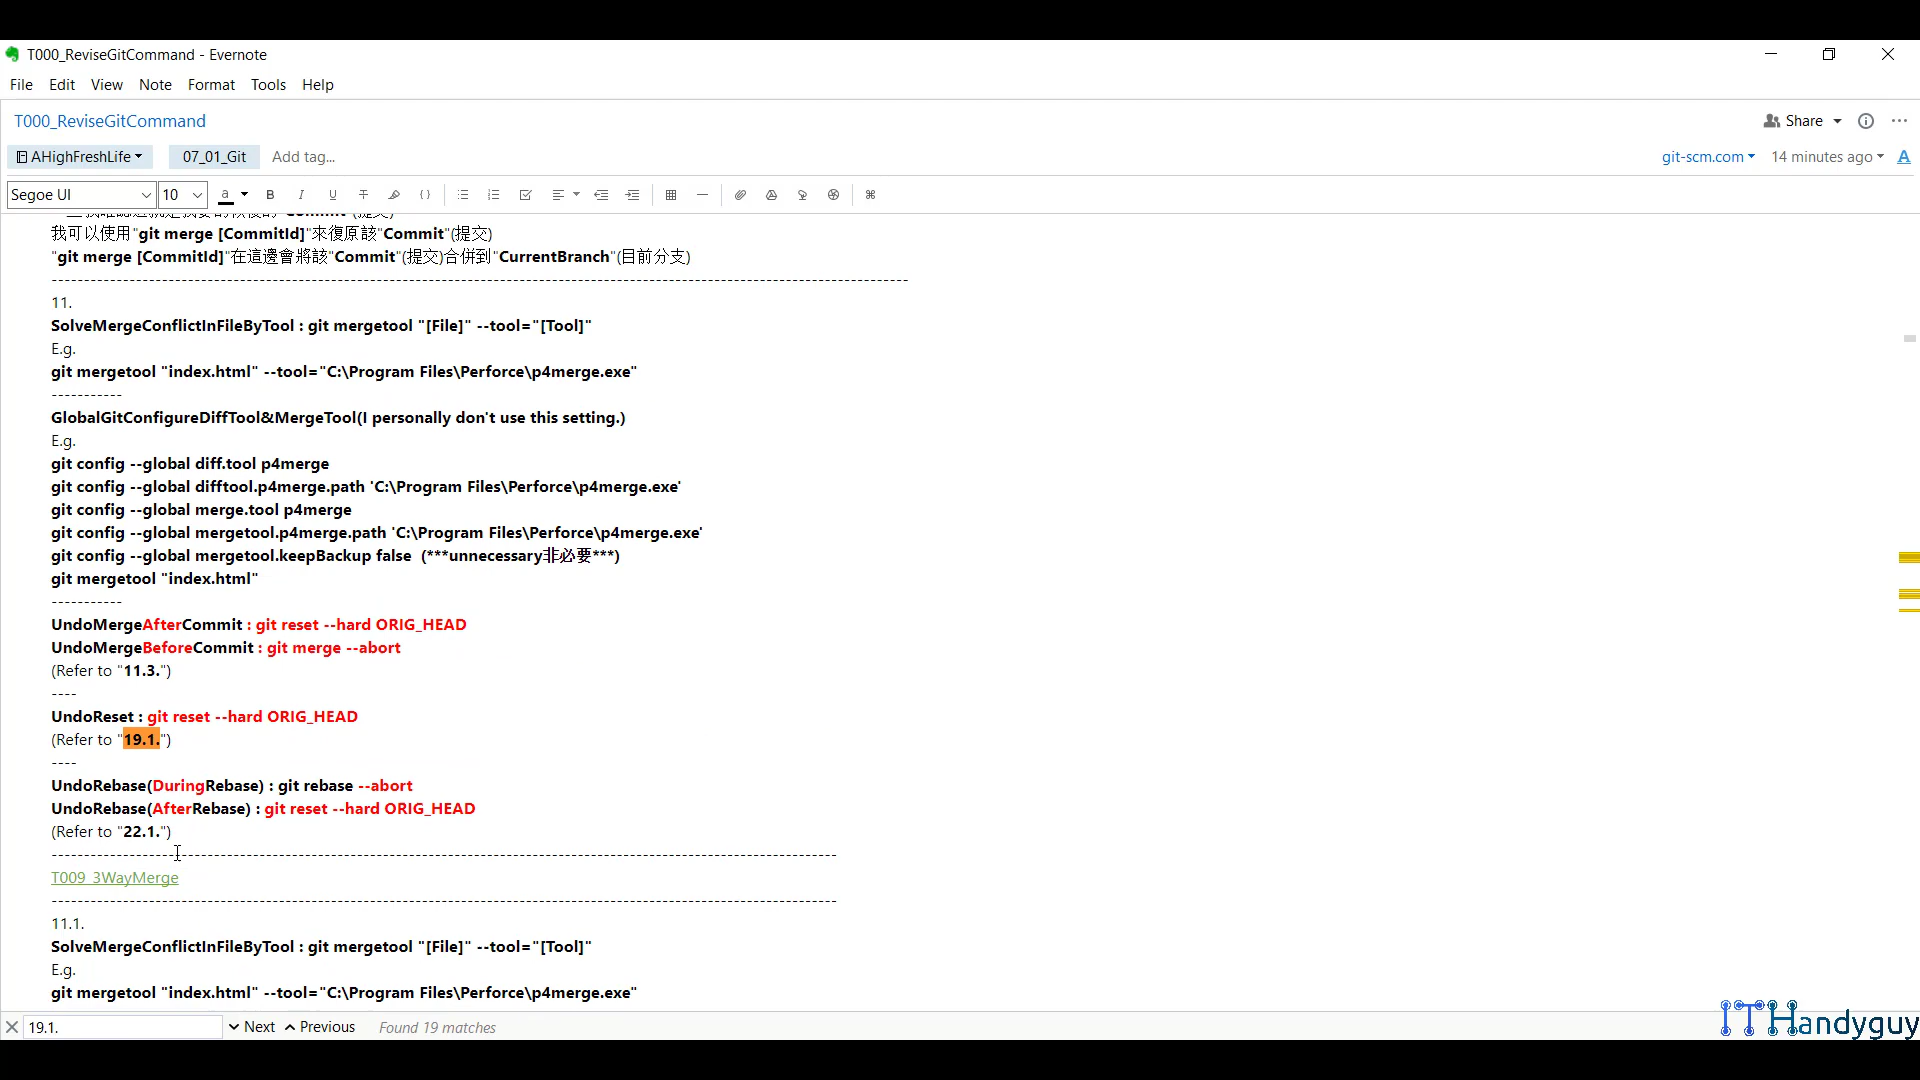 T000_ReviseGitCommand - Evernote
File Edit View Note Format Tools Help
T000_ReviseGitCommand
Share
AHighFreshLife 07_01_Git Add tag...
git-scm.com 14 minutes ago
Segoe UI 10
"Commit"(提交)
我可以使用"git merge [CommitId]"來復原該"Commit"(提交)
"git merge [CommitId]"在這邊會將該"Commit"(提交)合併到"CurrentBranch"(目前分支)
------------------------------------------------------------------------------------------------------------------------------------
11.
SolveMergeConflictInFileByTool : git mergetool "[File]" --tool="[Tool]"
E.g.
git mergetool "index.html" --tool="C:\Program Files\Perforce\p4merge.exe"
-----------
GlobalGitConfigureDiffTool&MergeTool(I personally don't use this setting.)
E.g.
git config --global diff.tool p4merge
git config --global difftool.p4merge.path 'C:\Program Files\Perforce\p4merge.exe'
git config --global merge.tool p4merge
git config --global mergetool.p4merge.path 'C:\Program Files\Perforce\p4merge.exe'
git config --global mergetool.keepBackup false (***unnecessary非必要***)
git mergetool "index.html"
-----------
UndoMergeAfterCommit : git reset --hard ORIG_HEAD
UndoMergeBeforeCommit : git merge --abort
(Refer to "11.3.")
----
UndoReset : git reset --hard ORIG_HEAD
(Refer to "19.1.")
----
UndoRebase(DuringRebase) : git rebase --abort
UndoRebase(AfterRebase) : git reset --hard ORIG_HEAD
(Refer to "22.1.")
-------------------------------------------------------------------------------------------------------------------------
T009_3WayMerge
-------------------------------------------------------------------------------------------------------------------------
11.1.
SolveMergeConflictInFileByTool : git mergetool "[File]" --tool="[Tool]"
E.g.
git mergetool "index.html" --tool="C:\Program Files\Perforce\p4merge.exe"
19.1. Next Previous Found 19 matches
ITHandyguy